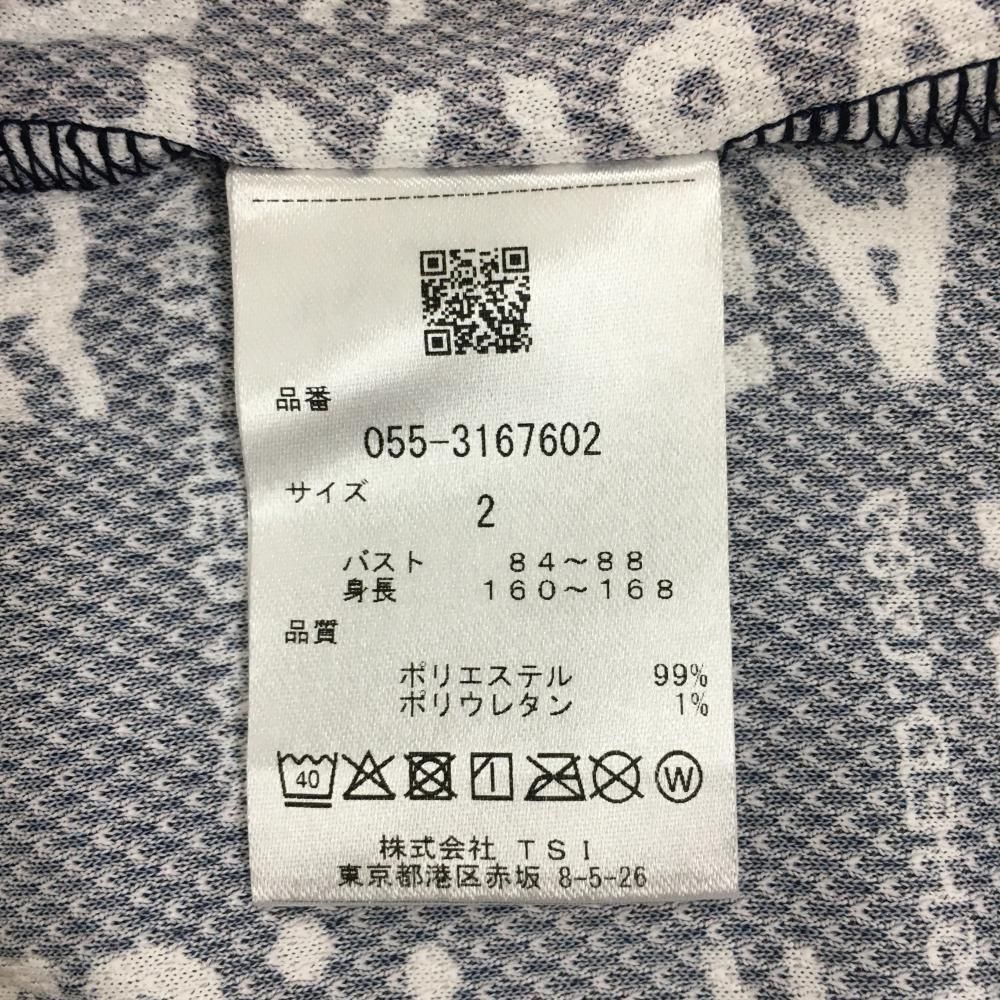 品番
055-3167602
サイズ
2
バスト 84～88
身長 160～168
品質
ポリエステル 99%
ポリウレタン 1%
40 W
株式会社 TSI
東京都港区赤坂 8-5-26